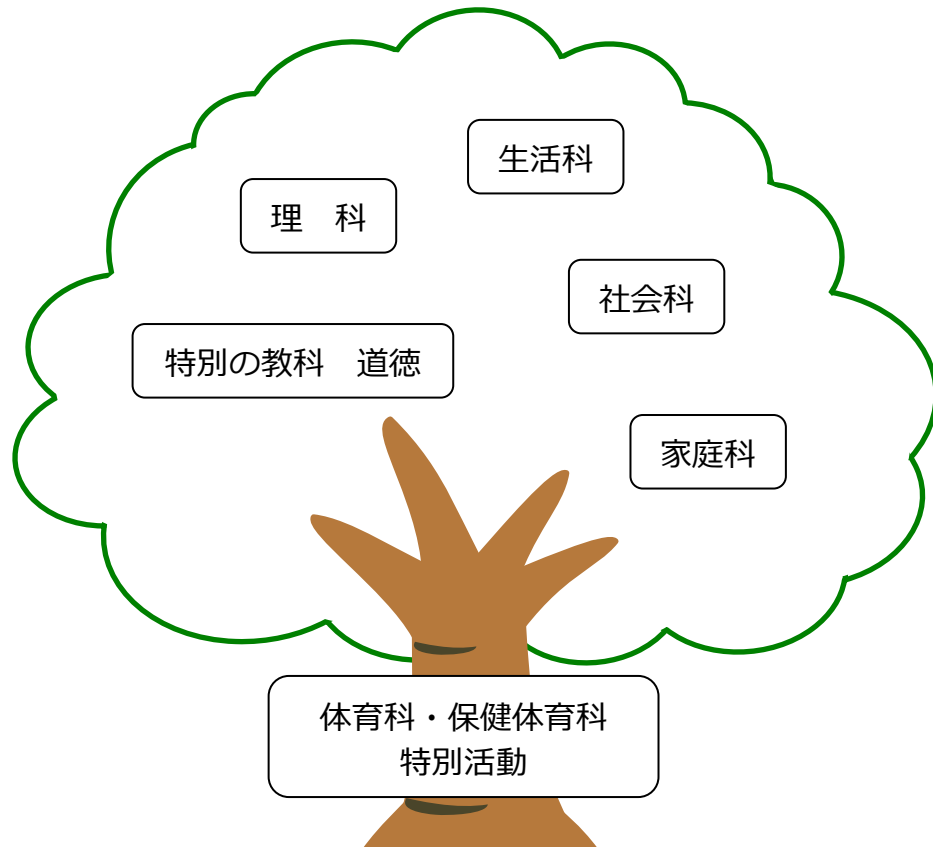 生活科
理　科
社会科
特別の教科　道徳
家庭科
体育科・保健体育科
特別活動